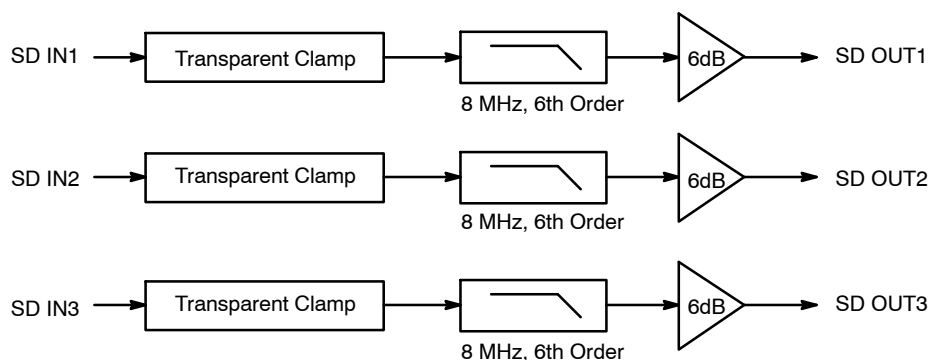 SD IN1 Transparent Clamp 6dB SD OUT1
8 MHz, 6th Order
SD IN2 Transparent Clamp 6dB SD OUT2
8 MHz, 6th Order
SD IN3 Transparent Clamp 6dB SD OUT3
8 MHz, 6th Order